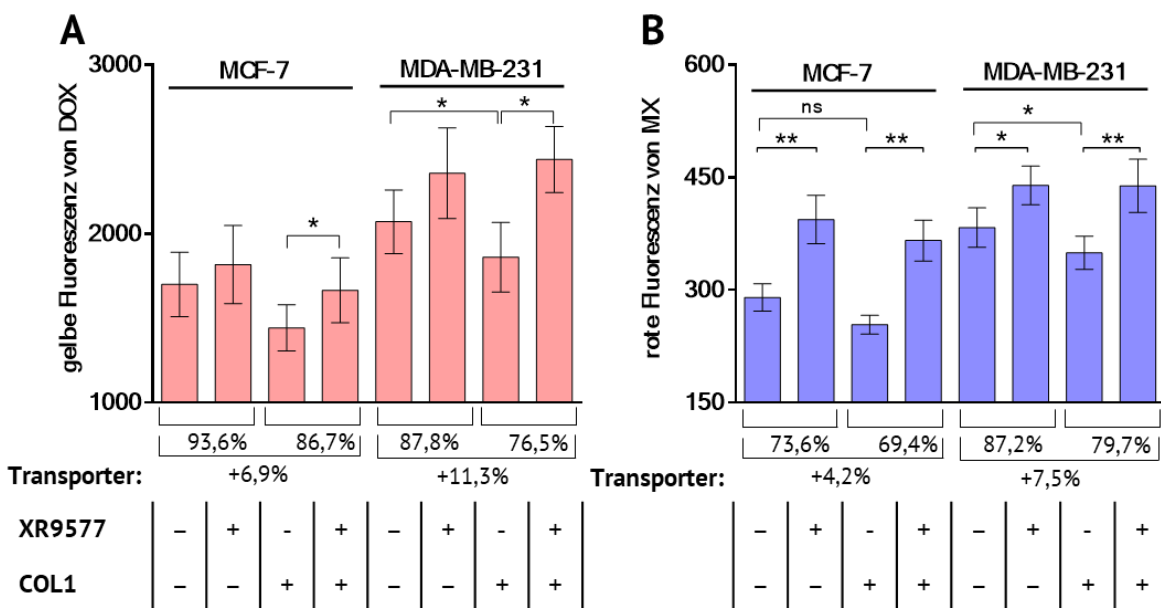 A
B
MCF-7 MDA-MB-231
MCF-7 MDA-MB-231
gelbe Fluoreszenz von DOX
3000
2000
1000
* * *
rote Fluorescenz von MX
600
450
300
150
ns *
** ** * **
93,6% 86,7% 87,8% 76,5%
73,6% 69,4% 87,2% 79,7%
Transporter: +6,9% +11,3%
Transporter: +4,2% +7,5%
XR9577 – + - + – + - +
– + - + – + - +
COL1 – – + + – – + +
– – + + – – + +